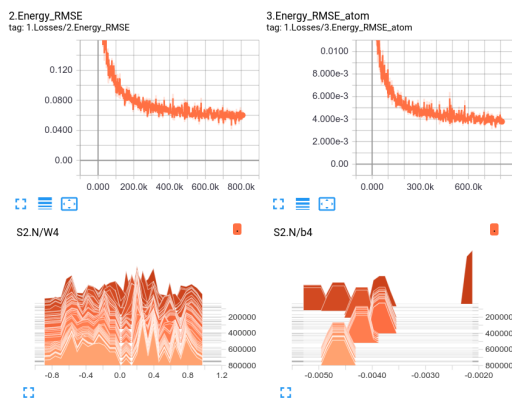 2.Energy_RMSE
tag: 1.Losses/2.Energy_RMSE
0.120
0.0800
0.0400
0.00
0.000 200.0k 400.0k 600.0k 800.0k
3.Energy_RMSE_atom
tag: 1.Losses/3.Energy_RMSE_atom
0.0100
8.000e-3
6.000e-3
4.000e-3
2.000e-3
0.00
0.000 300.0k 600.0k
S2.N/W4
200000
400000
600000
800000
-0.8 -0.4 0.0 0.4 0.8 1.2
S2.N/b4
200000
400000
600000
800000
-0.0050 -0.0040 -0.0030 -0.0020